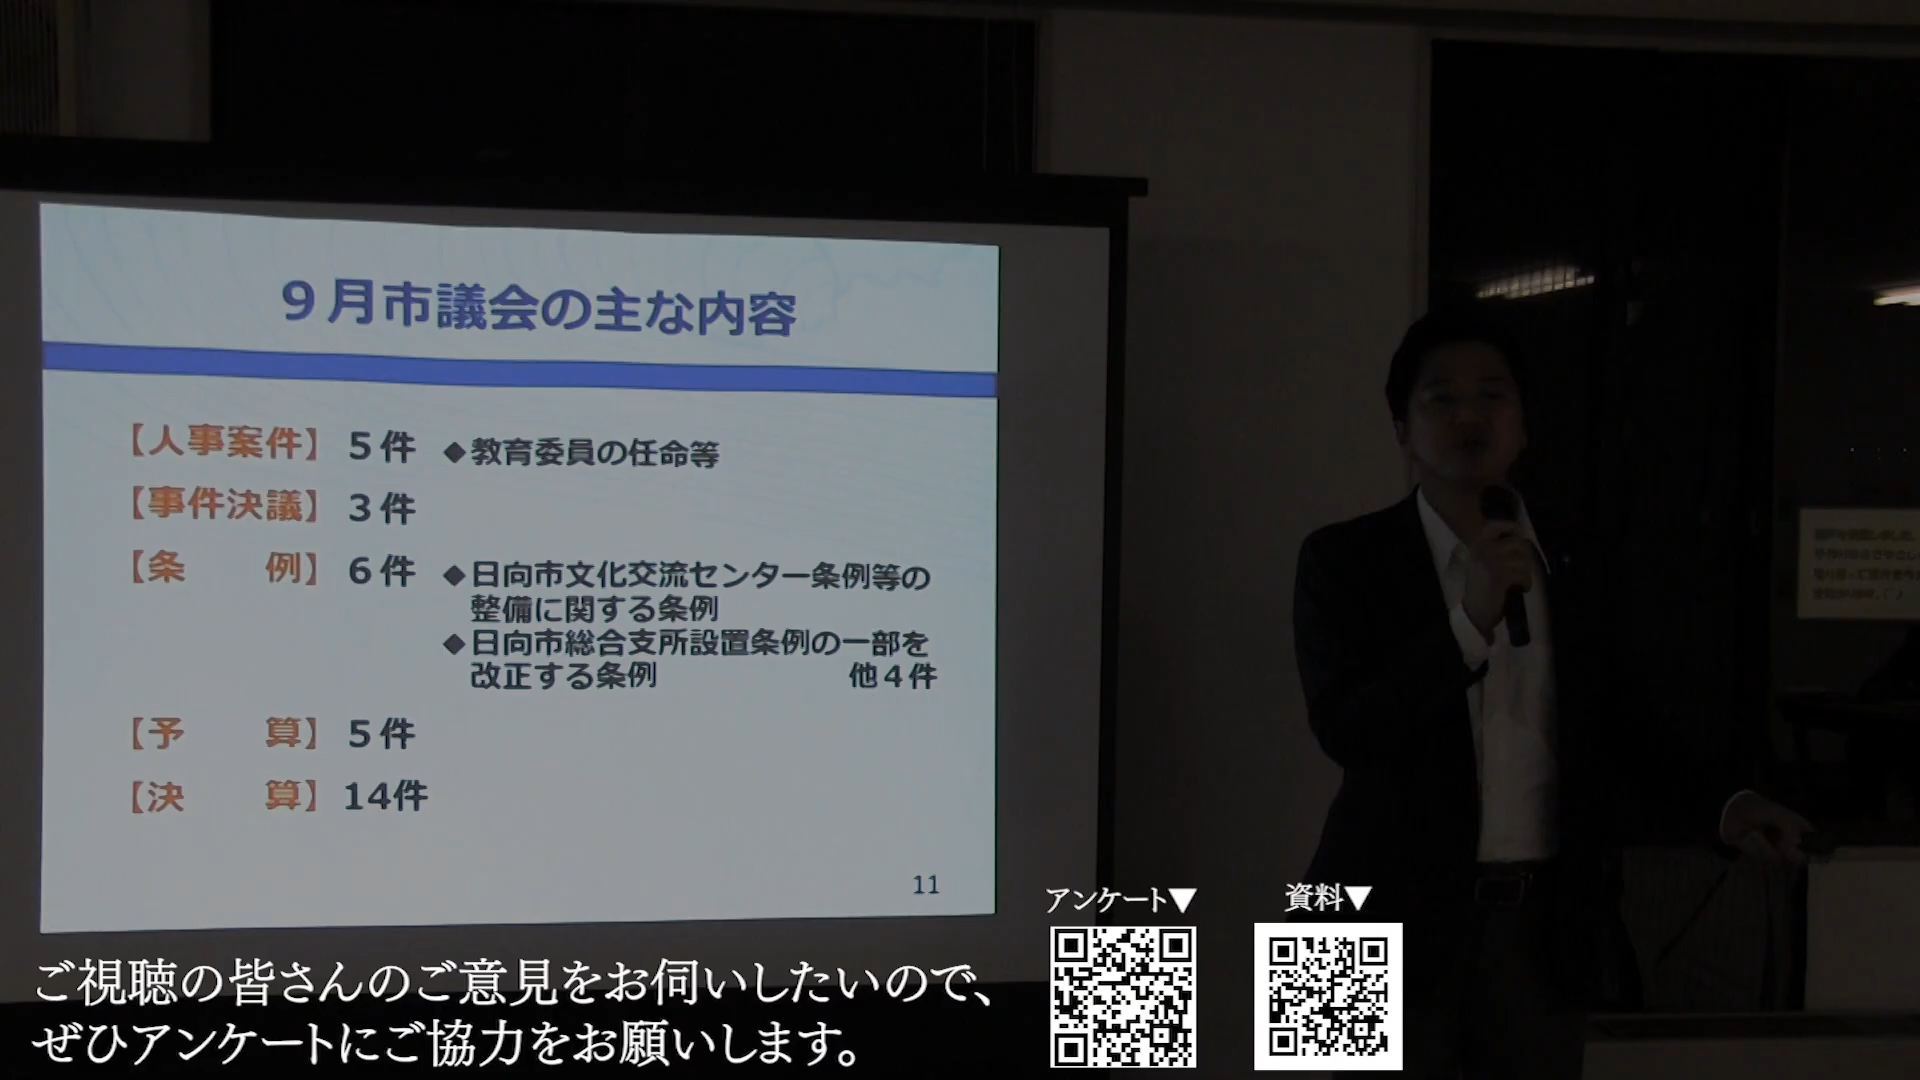 ９月市議会の主な内容
【人事案件】 ５件 ◆教育委員の任命等
【事件決議】 ３件
【条　　例】 ６件 ◆日向市文化交流センター条例等の
整備に関する条例
◆日向市総合支所設置条例の一部を
改正する条例 他４件
【予　　算】 ５件
【決　　算】 14件
11
アンケート▼
資料▼
ご視聴の皆さんのご意見をお伺いしたいので、
ぜひアンケートにご協力をお願いします。